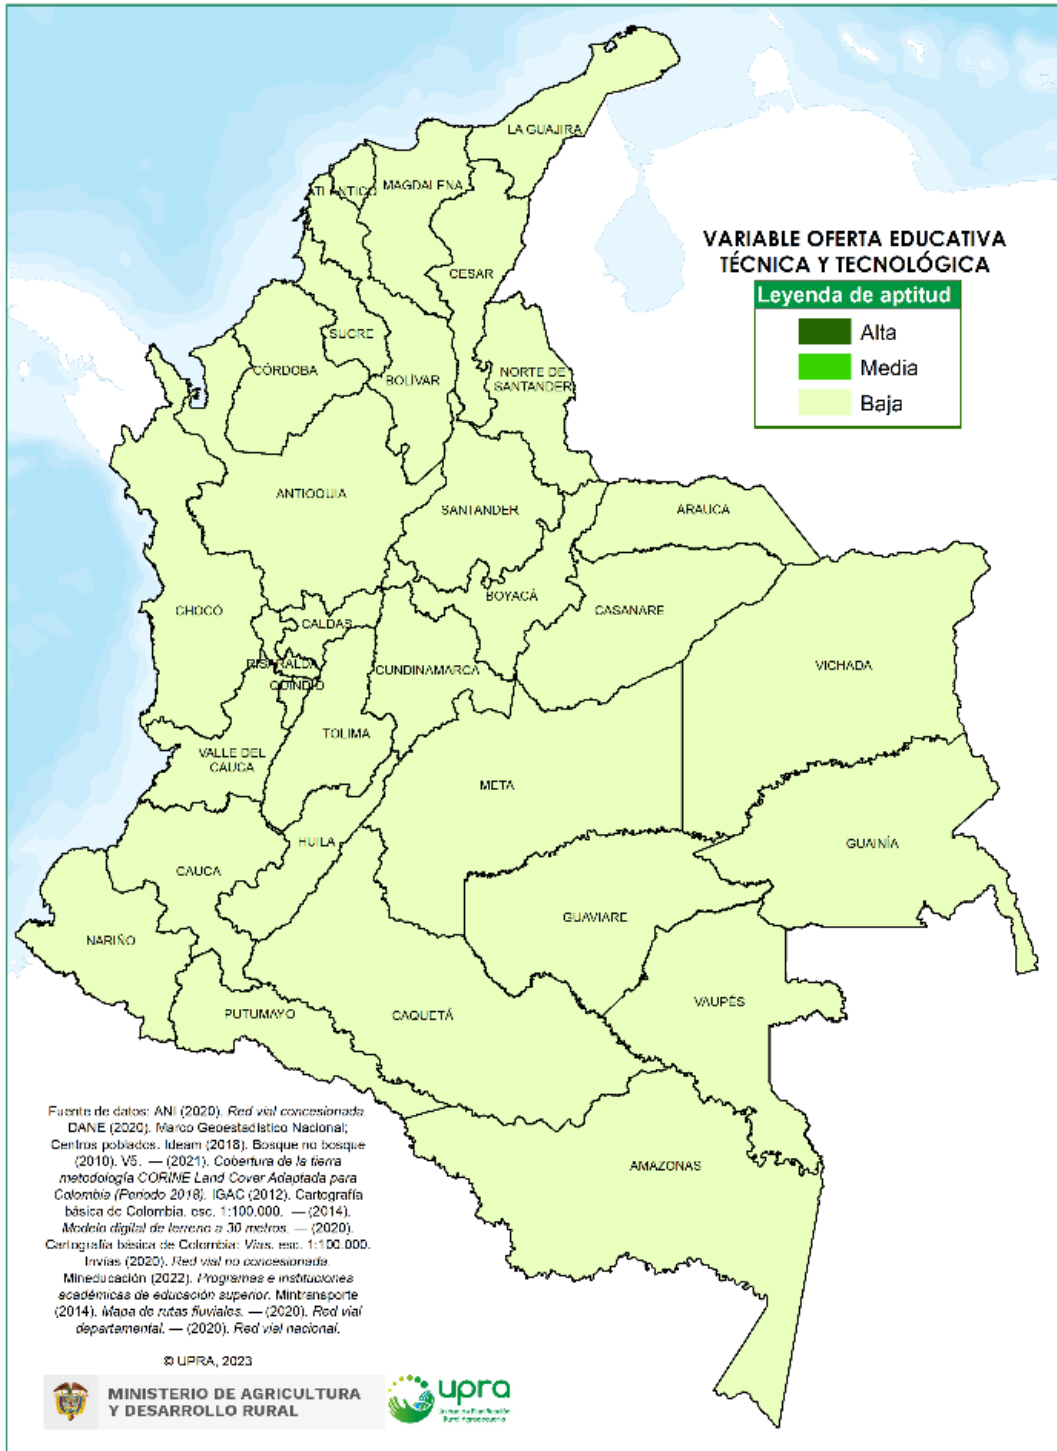 LA GUAJIRA
ATLÁNTICO
MAGDALENA
CESAR
SUCRE
CÓRDOBA
BOLÍVAR
NORTE DE
SANTANDER
VARIABLE OFERTA EDUCATIVA
TÉCNICA Y TECNOLÓGICA
Leyenda de aptitud
Alta
Media
Baja
ANTIOQUIA
SANTANDER
ARAUCA
BOYACÁ
CASANARE
CHOCÓ
CALDAS
RISARALDA
CUNDINAMARCA
VICHADA
QUINDÍO
TOLIMA
VALLE DEL
CAUCA
META
HUILA
GUAINÍA
CAUCA
GUAVIARE
NARIÑO
VAUPÉS
PUTUMAYO
CAQUETÁ
AMAZONAS
Fuente de datos: ANI (2020). Red vial concesionada.
DANE (2020). Marco Geoestadístico Nacional;
Centros poblados. Ideam (2018). Bosque no bosque
(2010). V5. — (2021). Cobertura de la tierra
metodología CORINE Land Cover Adaptada para
Colombia (Periodo 2018). IGAC (2012). Cartografía
básica de Colombia. esc. 1:100.000. — (2014).
Modelo digital de terreno a 30 metros. — (2020).
Cartografía básica de Colombia: Vías. esc. 1:100.000.
Invías (2020). Red vial no concesionada.
Mineducación (2022). Programas e instituciones
académicas de educación superior. Mintransporte
(2014). Mapa de rutas fluviales. — (2020). Red vial
departamental. — (2020). Red vial nacional.
© UPRA, 2023
MINISTERIO DE AGRICULTURA
Y DESARROLLO RURAL
upra
Unidad de Planificación
Rural Agropecuaria